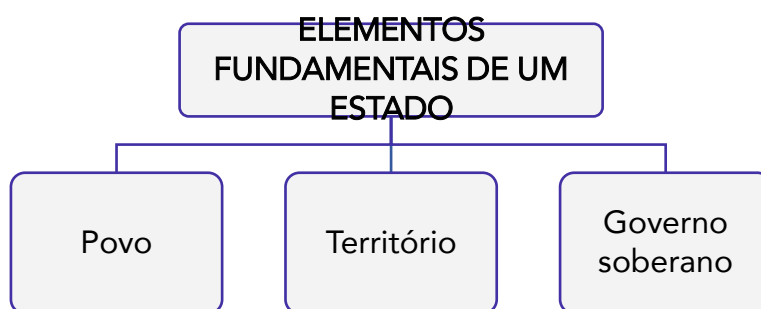 ELEMENTOS
FUNDAMENTAIS DE UM
ESTADO
Povo
Território
Governo
soberano